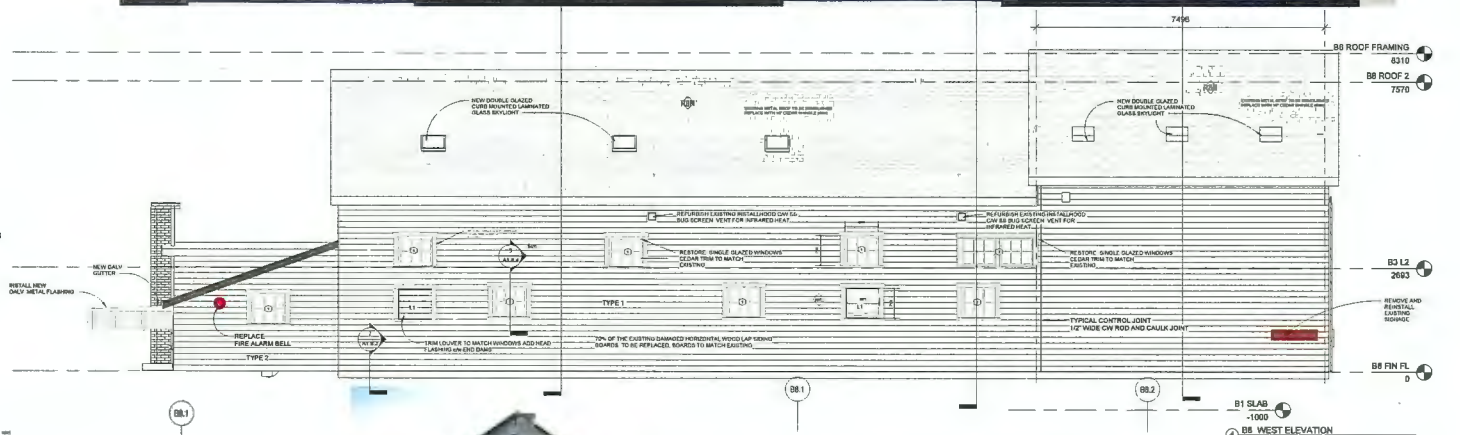 7496
B8 ROOF FRAMING
8310
B8 ROOF 2
7570
NEW DOUBLE GLAZED
CURB MOUNTED LAMINATED
GLASS SKYLIGHT
NEW DOUBLE GLAZED
CURB MOUNTED LAMINATED
GLASS SKYLIGHT
REFURBISH EXISTING INSTALLHOOD C/W SS
BUG SCREEN VENT FOR INFRARED HEAT
REFURBISH EXISTING INSTALLHOOD
C/W SS BUG SCREEN VENT FOR
INFRARED HEAT
RESTORE SINGLE GLAZED WINDOWS
CEDAR TRIM TO MATCH
EXISTING
RESTORE SINGLE GLAZED WINDOWS
CEDAR TRIM TO MATCH
EXISTING
NEW GALV
GUTTER
INSTALL NEW
GALV METAL FLASHING
B3 L2
2693
L1
L1
TYPE 1
REPLACE
FIRE ALARM BELL
TYPE 2
TRIM LOUVER TO MATCH WINDOWS ADD HEAD
FLASHING c/w END DAMS
70% OF THE EXISTING DAMAGED HORIZONTAL WOOD LAP SIDING
BOARDS TO BE REPLACED. BOARDS TO MATCH EXISTING
TYPICAL CONTROL JOINT
1/2" WIDE CW ROD AND CAULK JOINT
REMOVE AND
REINSTALL
EXISTING
SIGNAGE
B8 FIN FL
0
B8.1
B8.1
B8.2
B1 SLAB
-1000
4 B8 WEST ELEVATION